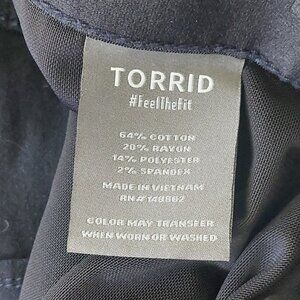 TORRID
#FeelTheFit
64% COTTON
20% RAYON
14% POLYESTER
2% SPANDEX
MADE IN VIETNAM
RN# 148862
COLOR MAY TRANSFER
WHEN WORN OR WASHED